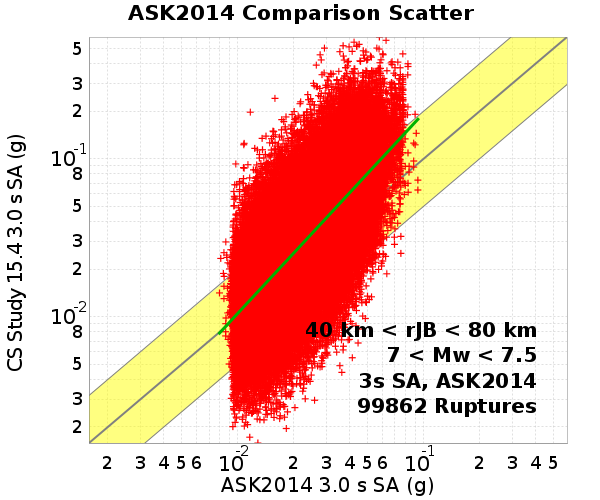 ASK2014 Comparison Scatter
CS Study 15.4 3.0 s SA (g)
5
3
2
10-1
8
5
3
2
10-2
8
5
3
2
40 km < rJB < 80 km
7 < Mw < 7.5
3s SA, ASK2014
99862 Ruptures
2 3 4 5 6 10-2 2 3 4 5 6 10-1 2 3 4 5
ASK2014 3.0 s SA (g)